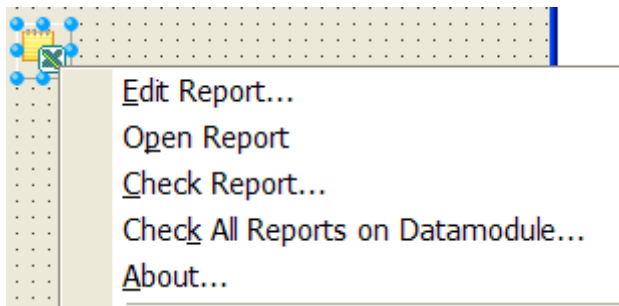 Edit Report...
Open Report
Check Report...
Check All Reports on Datamodule...
About...